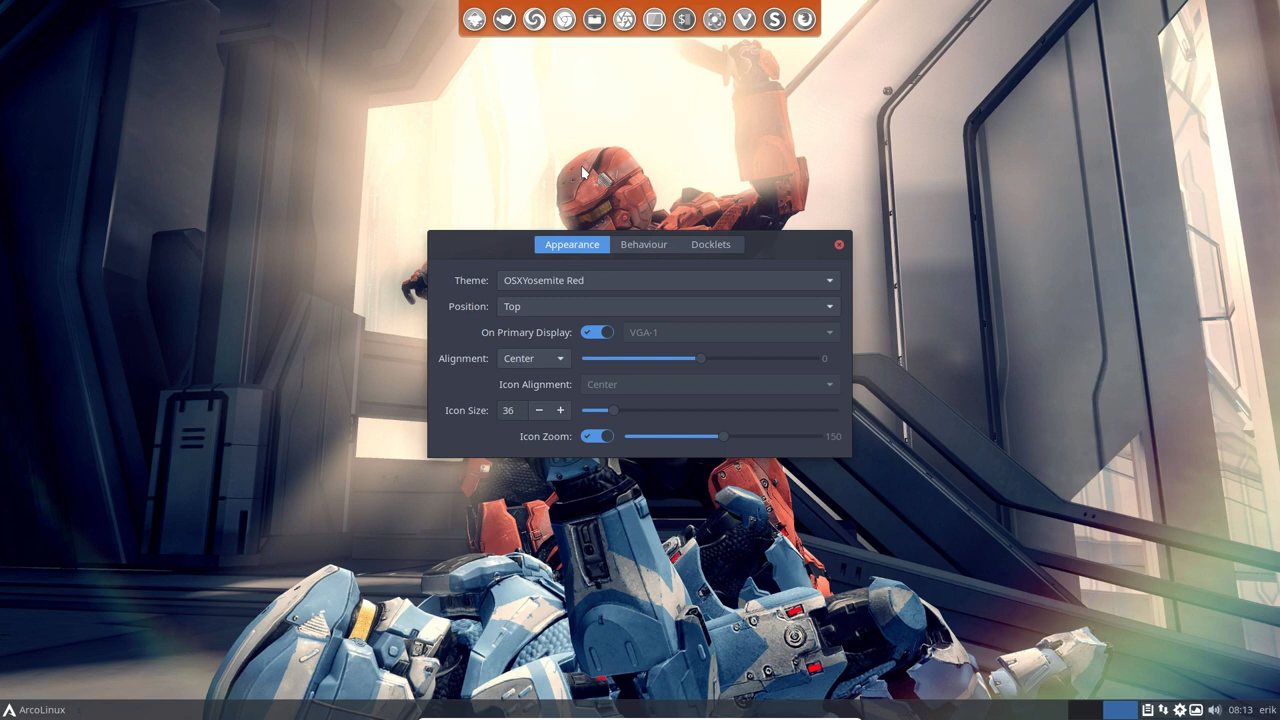 Appearance Behaviour Docklets
Theme: OSXYosemite Red
Position: Top
On Primary Display: VGA-1
Alignment: Center 0
Icon Alignment: Center
Icon Size: 36 − +
Icon Zoom: 150
ArcoLinux 08:13 erik